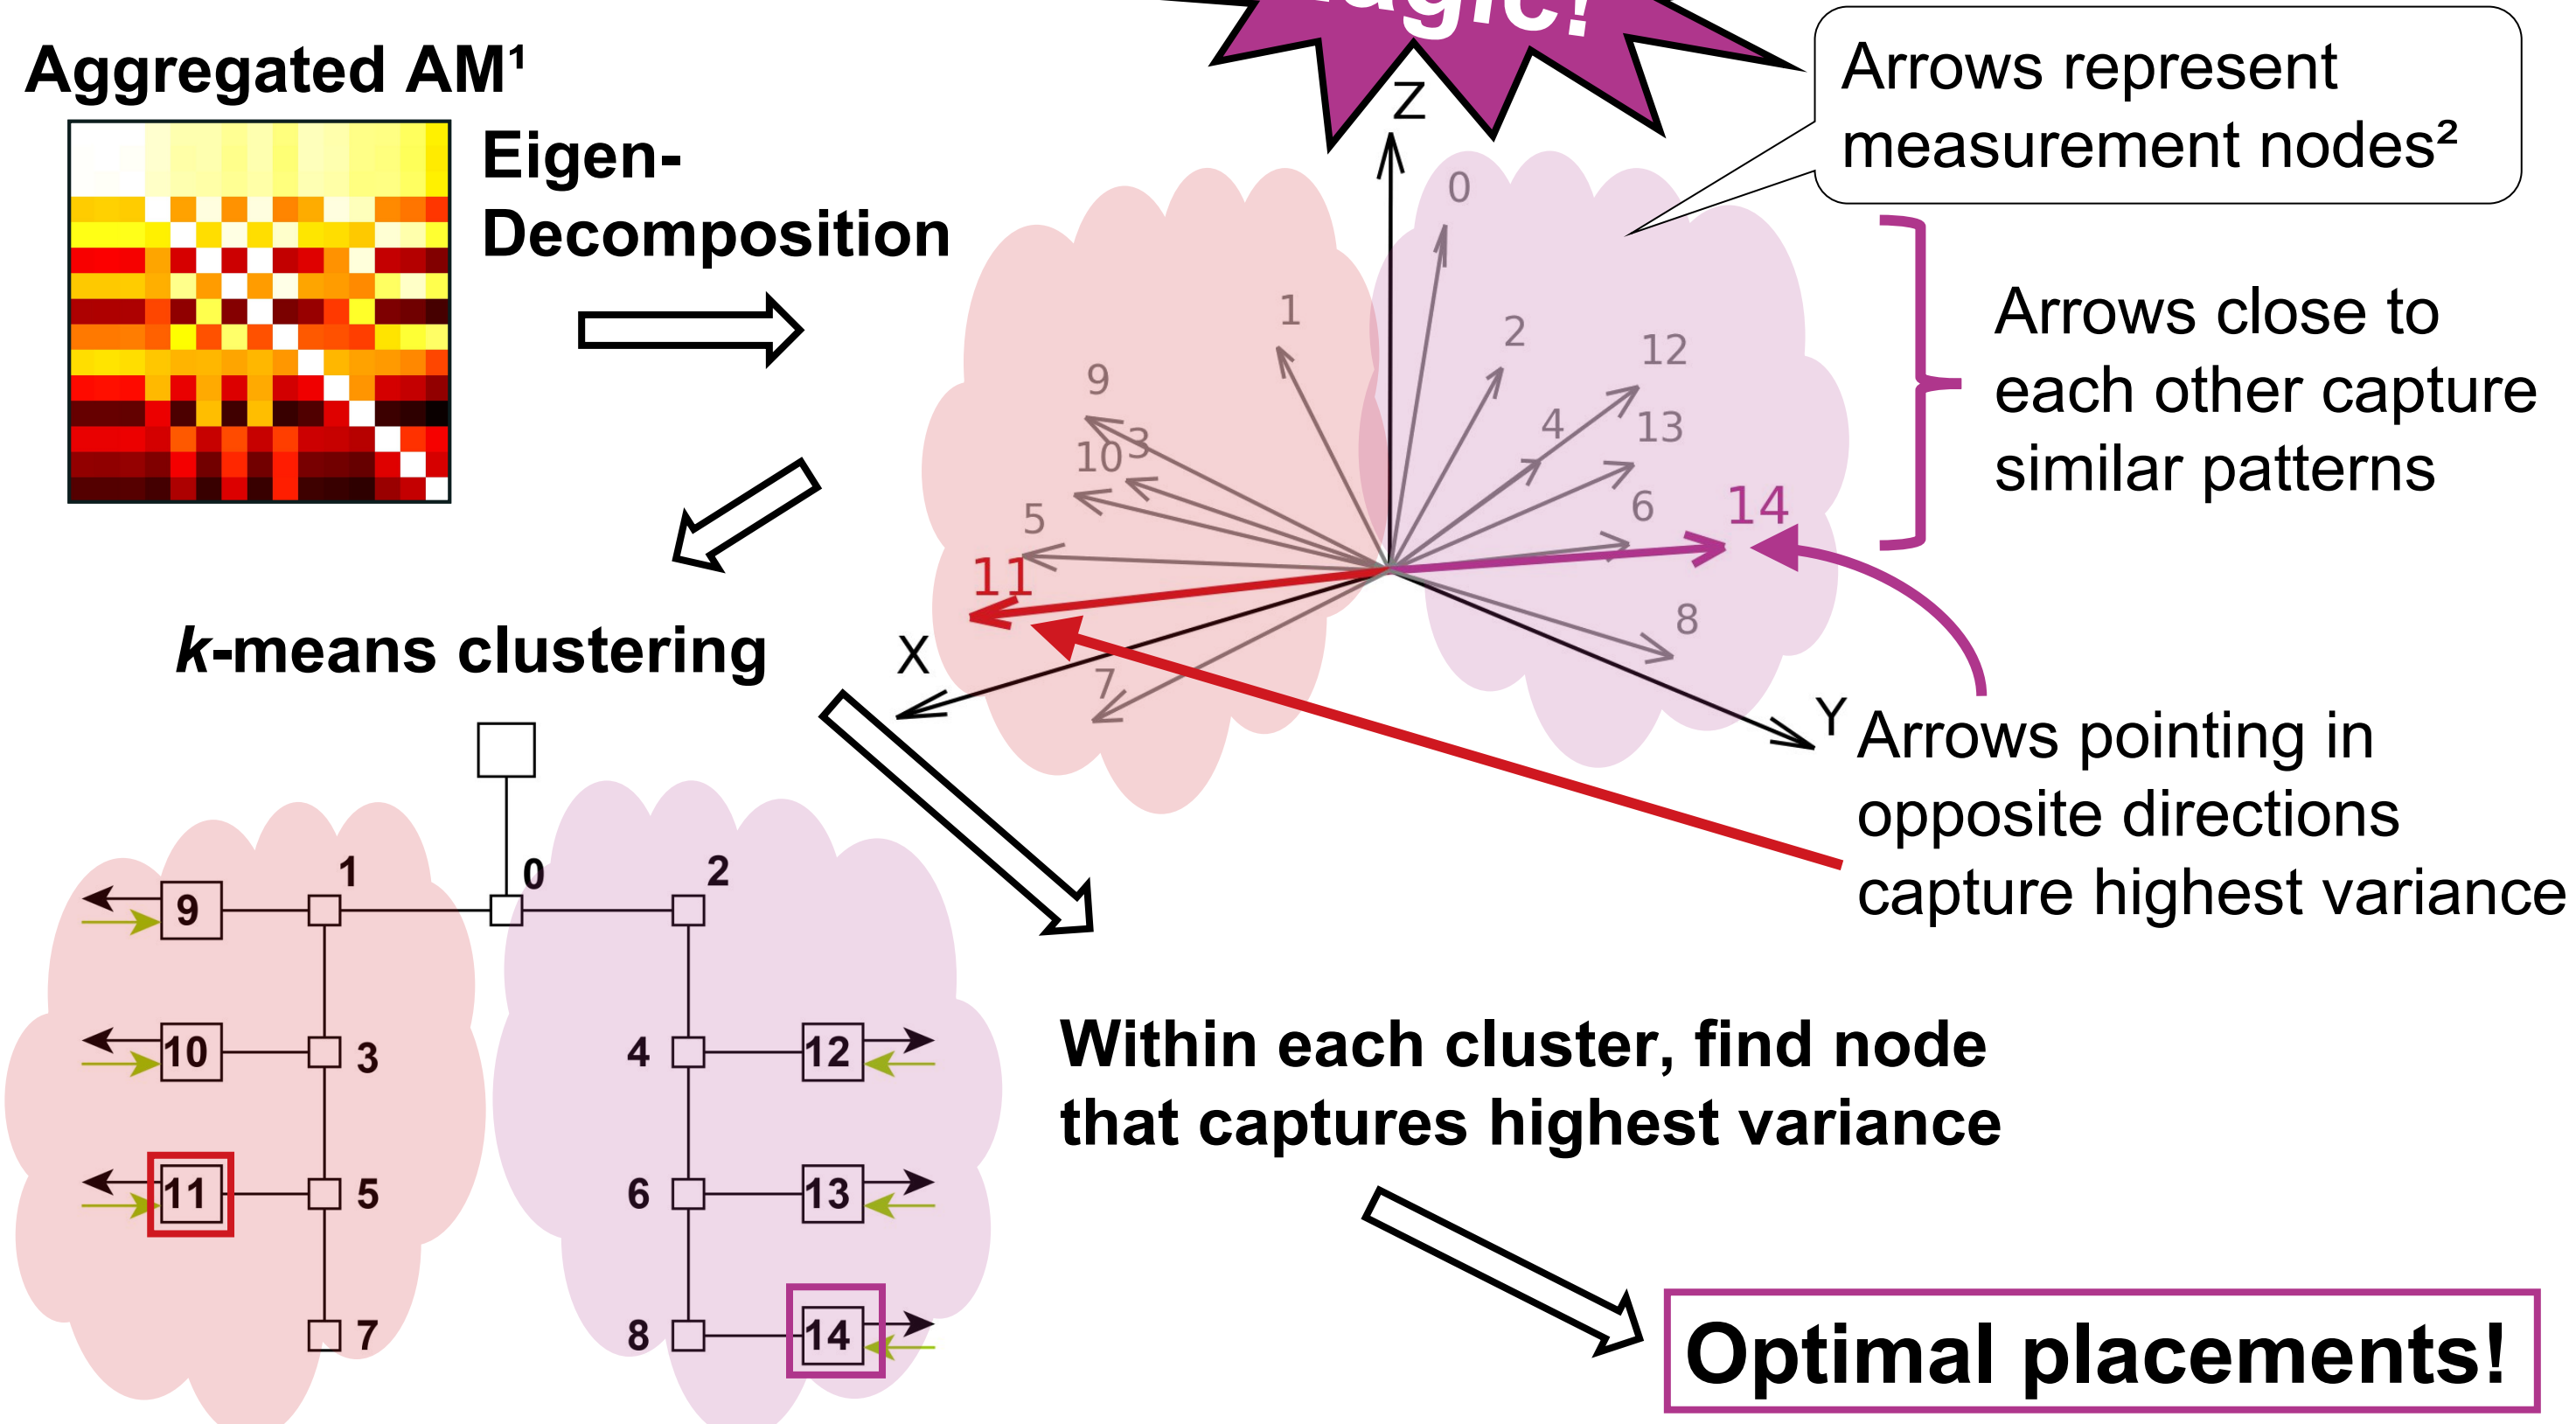 agic!
Aggregated AM¹
Eigen-
Decomposition
Arrows represent
measurement nodes²
Z
0
1
2
12
9
4
13
10
3
5
6
14
11
8
X
7
Y
Arrows close to
each other capture
similar patterns
k-means clustering
Arrows pointing in
opposite directions
capture highest variance
1
0
2
9
10
3
4
12
11
5
6
13
7
8
14
Within each cluster, find node
that captures highest variance
Optimal placements!